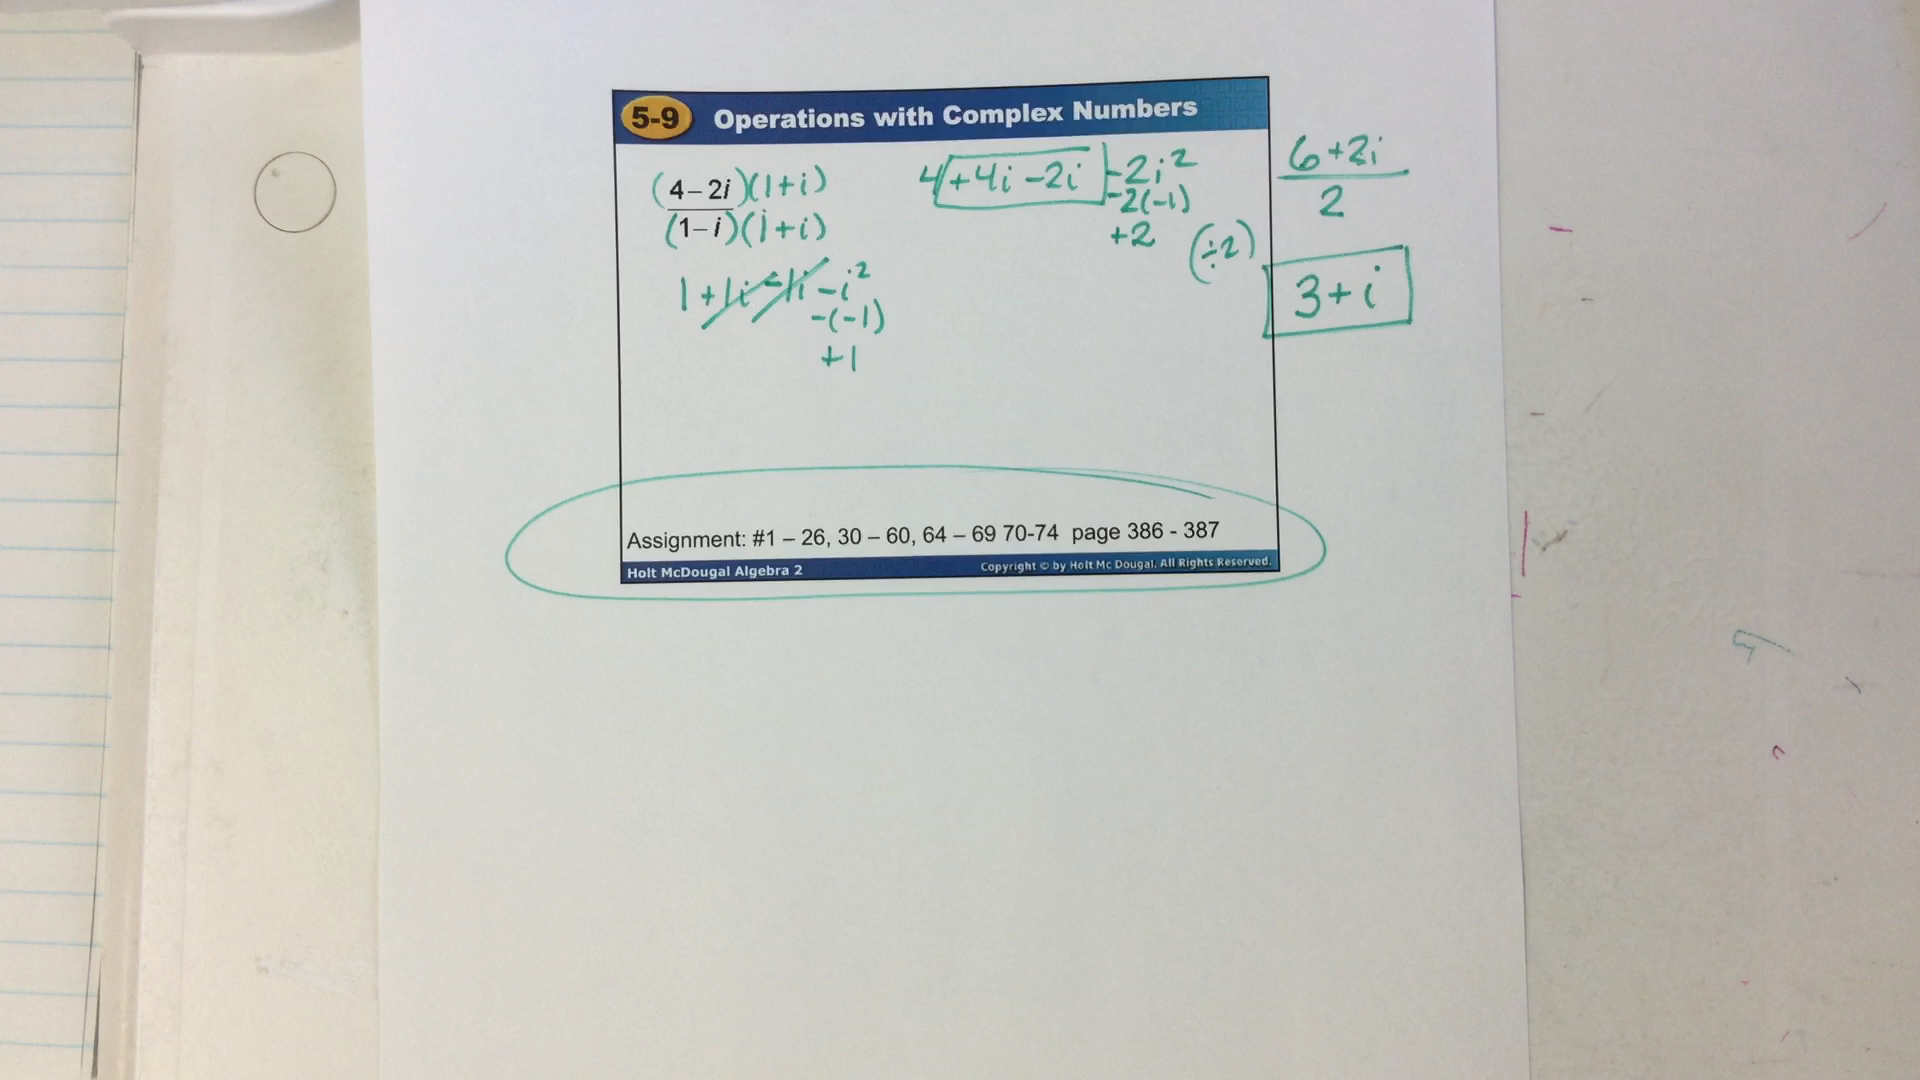 5-9 Operations with Complex Numbers
(4–2i)(1+i)
(1–i)(1+i)
1+1i-1i-i²
-(-1)
+1
4+4i-2i-2i²
-2(-1)
+2
(÷2)
6+2i
2
3+i
Assignment: #1 – 26, 30 – 60, 64 – 69 70-74 page 386 - 387
Holt McDougal Algebra 2
Copyright © by Holt Mc Dougal. All Rights Reserved.